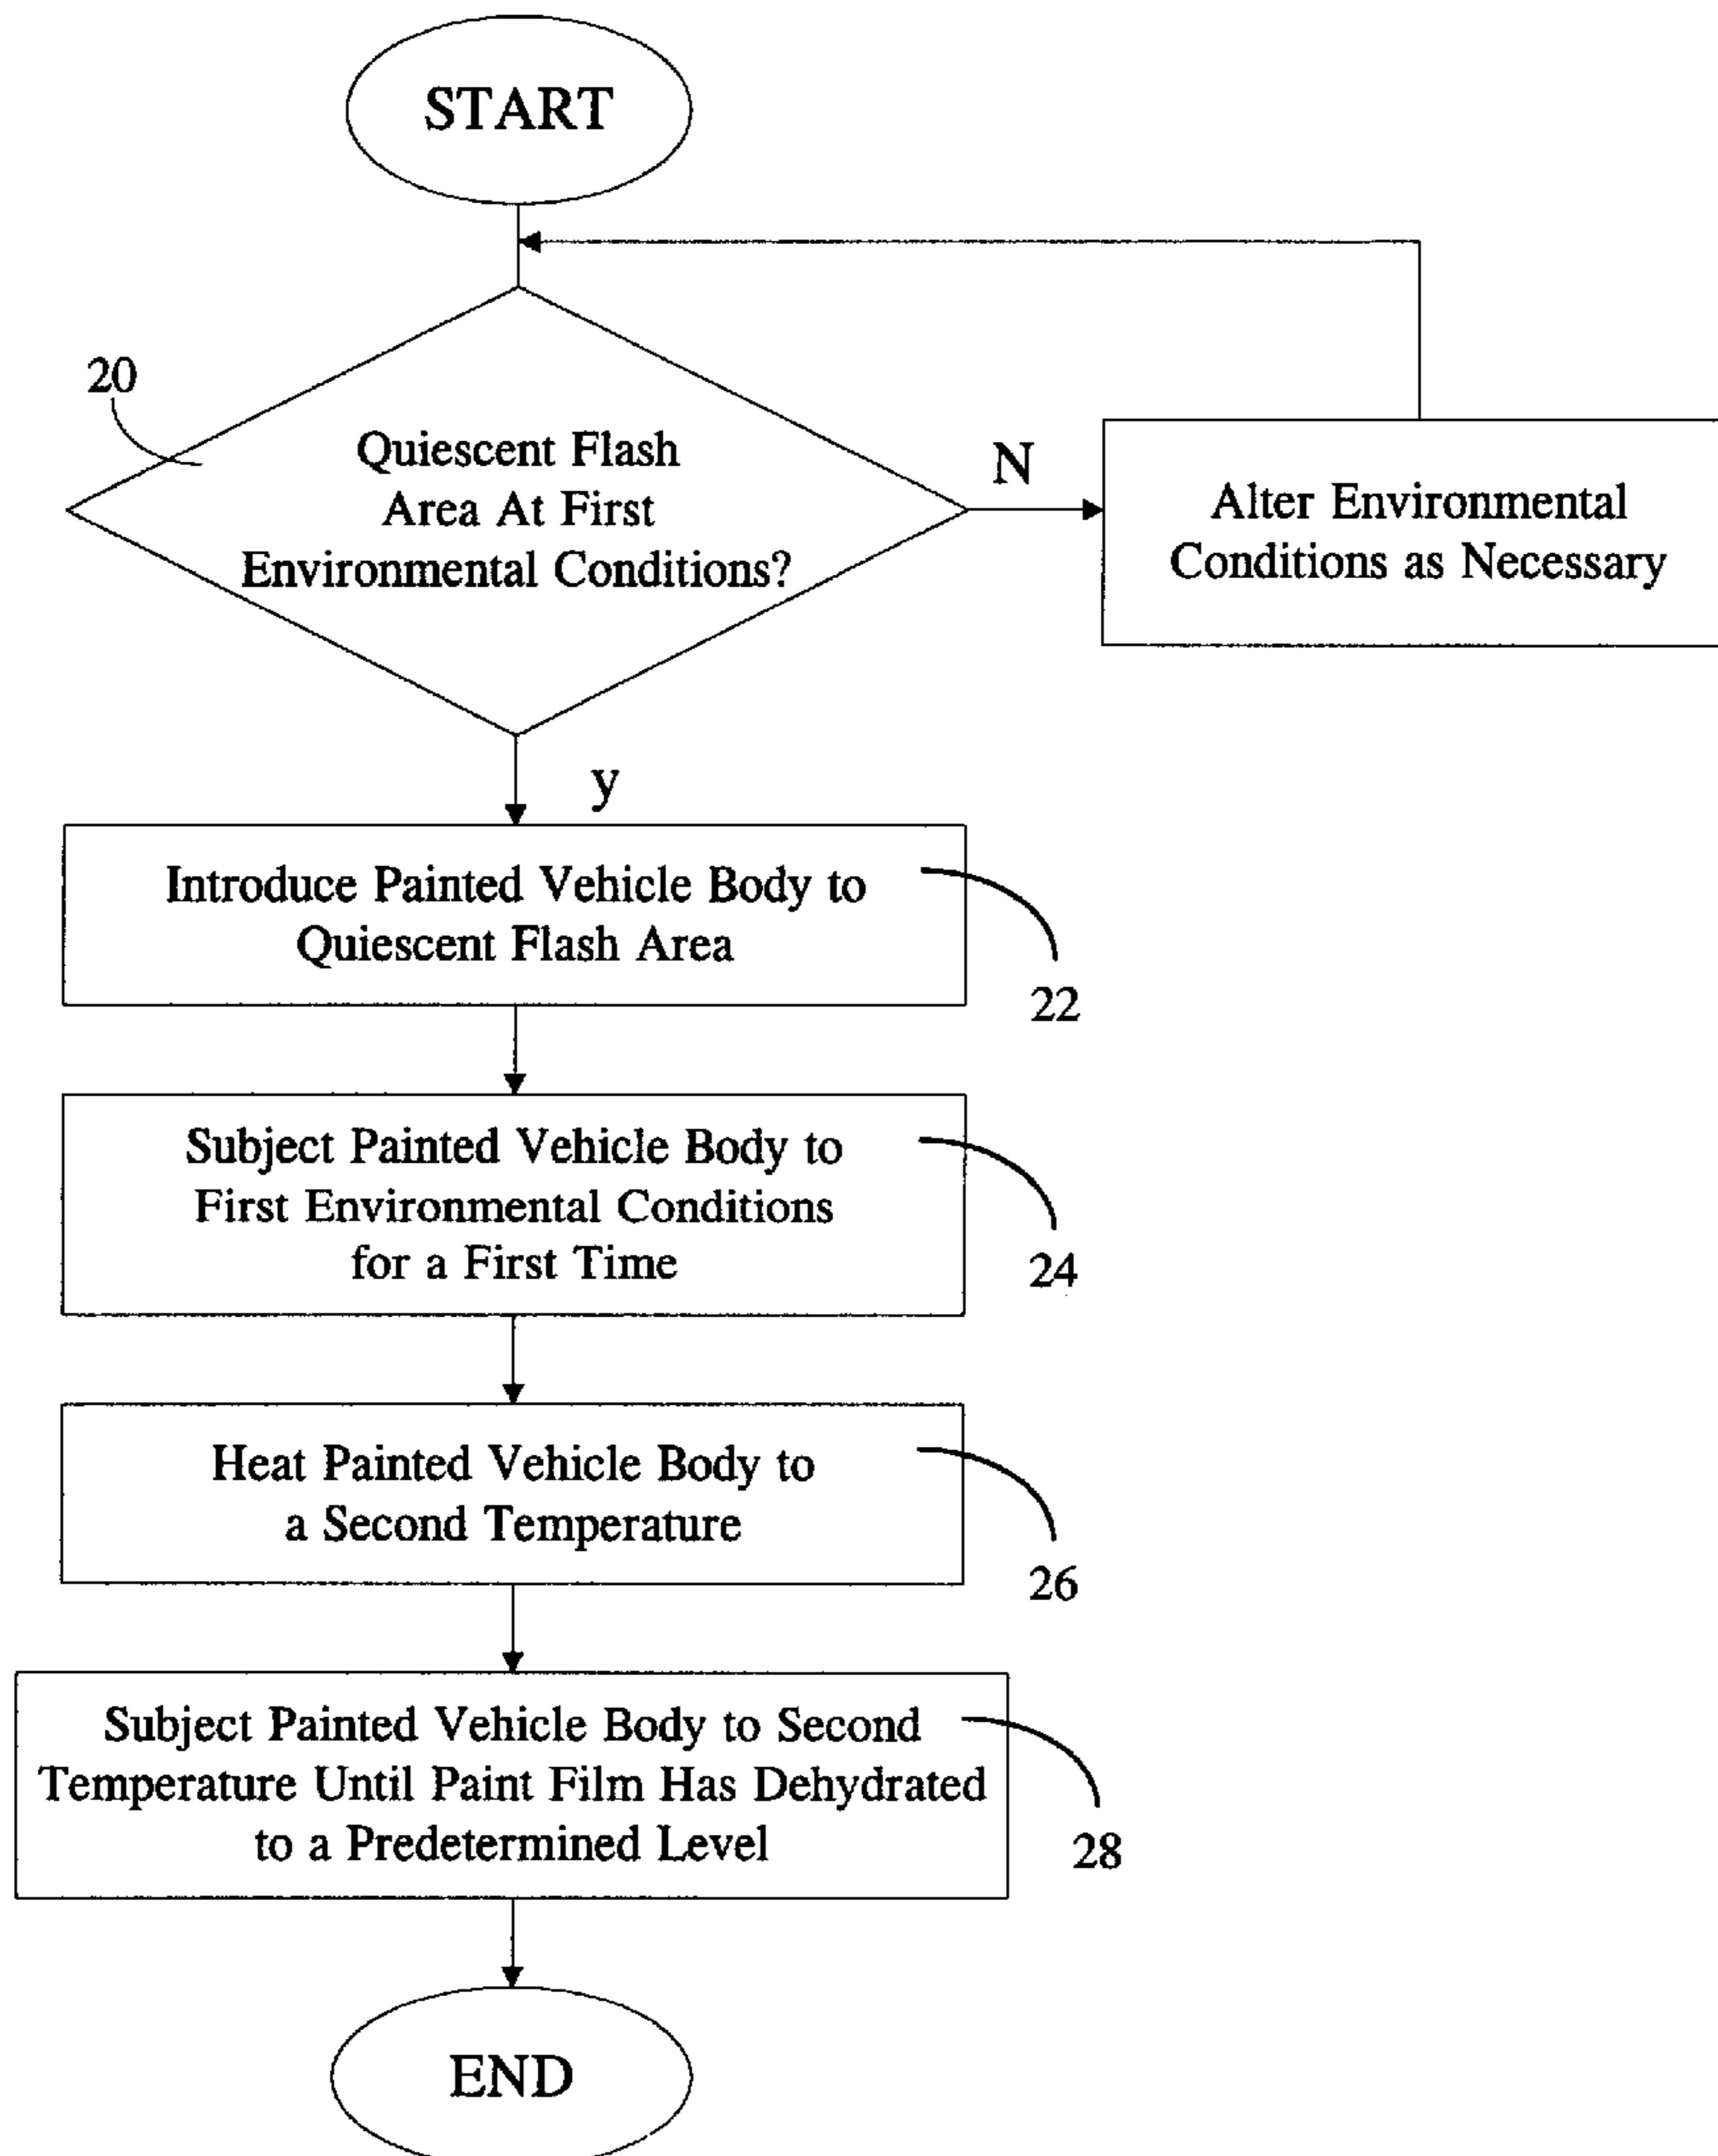 START
20
Quiescent Flash
Area At First
Environmental Conditions?
N
Alter Environmental
Conditions as Necessary
y
Introduce Painted Vehicle Body to
Quiescent Flash Area
22
Subject Painted Vehicle Body to
First Environmental Conditions
for a First Time
24
Heat Painted Vehicle Body to
a Second Temperature
26
Subject Painted Vehicle Body to Second
Temperature Until Paint Film Has Dehydrated
to a Predetermined Level
28
END